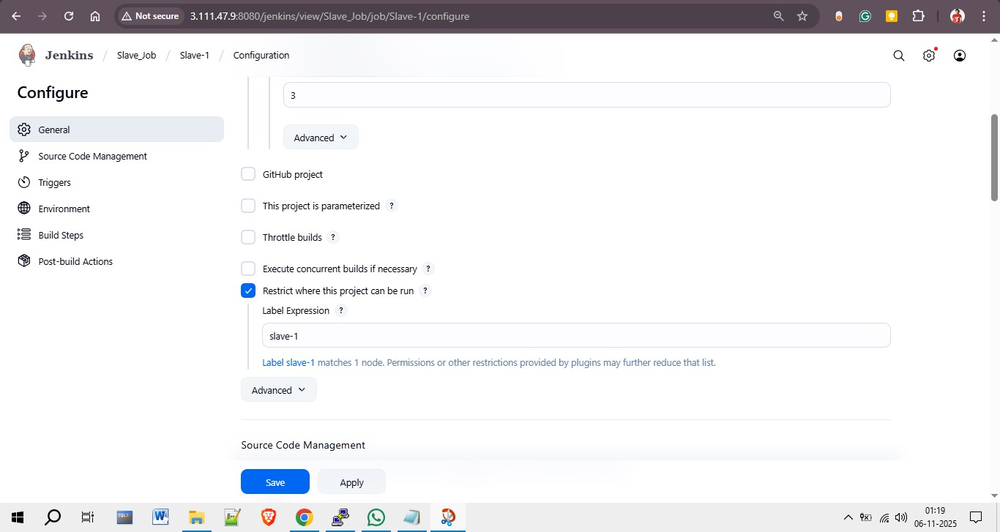 Not secure
3.111.47.9:8080/jenkins/view/Slave_Job/job/Slave-1/configure
Jenkins / Slave_Job / Slave-1 / Configuration
Configure
General
Source Code Management
Triggers
Environment
Build Steps
Post-build Actions
3
Advanced
GitHub project
This project is parameterized ?
Throttle builds ?
Execute concurrent builds if necessary ?
Restrict where this project can be run ?
Label Expression ?
slave-1
Label slave-1 matches 1 node. Permissions or other restrictions provided by plugins may further reduce that list.
Advanced
Source Code Management
Save
Apply
01:19
06-11-2025